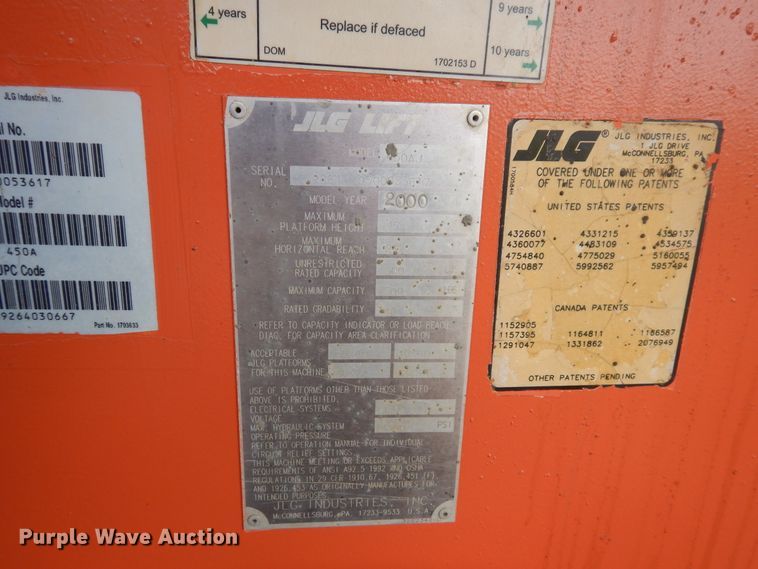 4 years
9 years
Replace if defaced
10 years
DOM
1702153 D
JLG Industries, Inc.
al No.
0053617
Model #
450A
UPC Code
9264030667
Part No. 1703633
JLG LIFT
MODEL
SERIAL
NO.
MODEL YEAR 2000
MAXIMUM
PLATFORM HEIGHT
MAXIMUM
HORIZONTAL REACH
UNRESTRICTED
RATED CAPACITY
MAXIMUM CAPACITY
RATED GRADABILITY
REFER TO CAPACITY INDICATOR OR LOAD REACH
DIAG. FOR CAPACITY AREA CLARIFICATION
ACCEPTABLE
JLG PLATFORMS
FOR THIS MACHINE
USE OF PLATFORMS OTHER THAN THOSE LISTED
ABOVE IS PROHIBITED.
ELECTRICAL SYSTEMS
VOLTAGE
MAX. HYDRAULIC SYSTEM PSI
OPERATING PRESSURE
REFER TO OPERATION MANUAL FOR INDIVIDUAL
CIRCUIT RELIEF SETTINGS
THIS MACHINE MEETING OR EXCEEDS APPLICABLE
REQUIREMENTS OF ANSI A92.5 1992 AND OSHA
REGULATIONS IN 29 CFR 1910.67, 1926.451 (F)
AND 1926.453 AS ORIGINALLY MANUFACTURED FOR
INTENDED PURPOSES
JLG INDUSTRIES, INC.
McCONNELLSBURG, PA. 17233-9533 U.S.A.
JLG® JLG INDUSTRIES, INC.
1 JLG DRIVE
McCONNELLSBURG, PA
17233
COVERED UNDER ONE OR MORE
OF THE FOLLOWING PATENTS
UNITED STATES PATENTS
4326601 4331215 4359137
4360077 4483109 4534575
4754840 4775029 5160055
5740887 5992562 5957494
CANADA PATENTS
1152905
1157395 1164811 1166587
1291047 1331862 2076949
OTHER PATENTS PENDING
Purple Wave Auction